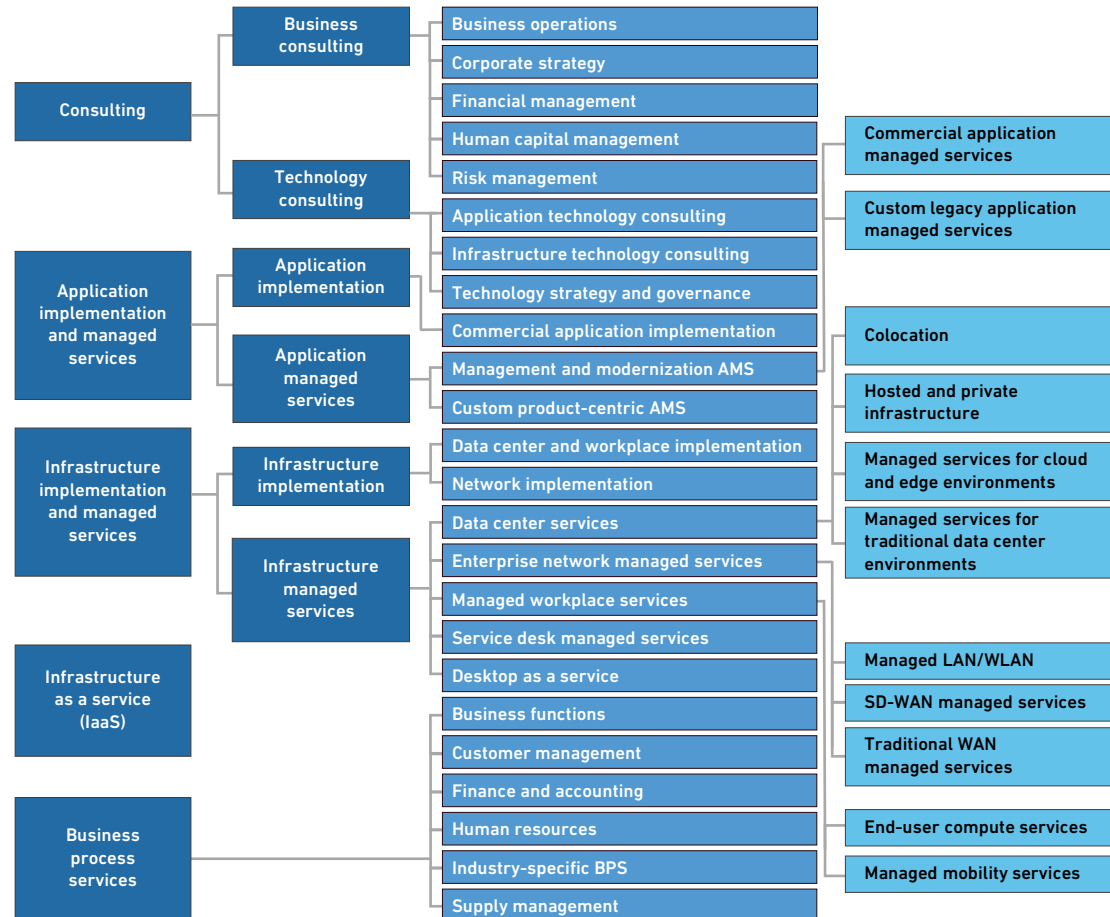 Consulting
Application
implementation
and managed
services
Infrastructure
implementation
and managed
services
Infrastructure
as a service
(IaaS)
Business
process
services
Business
consulting
Technology
consulting
Application
implementation
Application
managed
services
Infrastructure
implementation
Infrastructure
managed
services
Business operations
Corporate strategy
Financial management
Human capital management
Risk management
Application technology consulting
Infrastructure technology consulting
Technology strategy and governance
Commercial application implementation
Management and modernization AMS
Custom product-centric AMS
Data center and workplace implementation
Network implementation
Data center services
Enterprise network managed services
Managed workplace services
Service desk managed services
Desktop as a service
Business functions
Customer management
Finance and accounting
Human resources
Industry-specific BPS
Supply management
Commercial application
managed services
Custom legacy application
managed services
Colocation
Hosted and private
infrastructure
Managed services for cloud
and edge environments
Managed services for
traditional data center
environments
Managed LAN/WLAN
SD-WAN managed services
Traditional WAN
managed services
End-user compute services
Managed mobility services